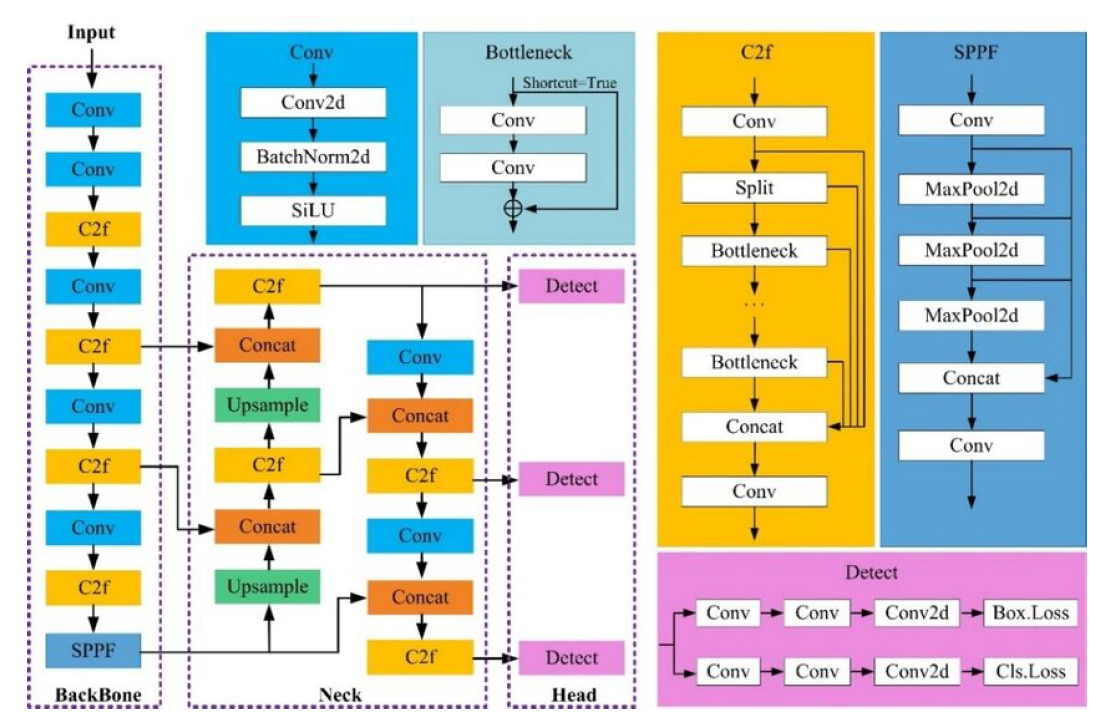 Input
Conv
Conv
C2f
Conv
C2f
Conv
C2f
Conv
C2f
SPPF
BackBone
Conv
Conv2d
BatchNorm2d
SiLU
Bottleneck
Shortcut=True
Conv
Conv
C2f
Concat
Upsample
C2f
Concat
Upsample
Conv
Concat
C2f
Conv
Concat
C2f
Neck
Detect
Detect
Detect
Head
C2f
Conv
Split
Bottleneck
...
Bottleneck
Concat
Conv
SPPF
Conv
MaxPool2d
MaxPool2d
MaxPool2d
Concat
Conv
Detect
Conv Conv Conv2d Box.Loss
Conv Conv Conv2d Cls.Loss